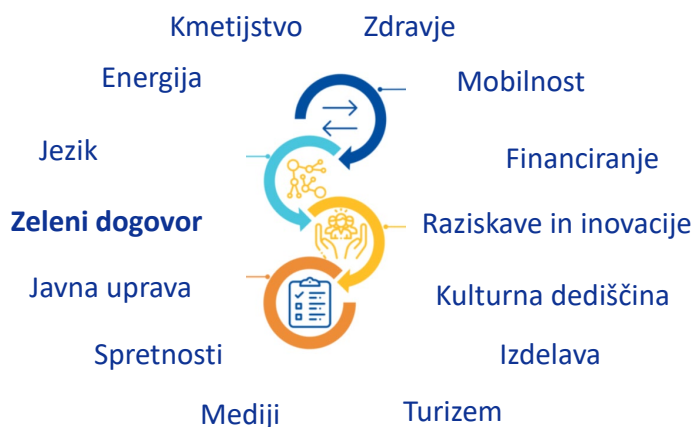 Kmetijstvo
Zdravje
Energija
Mobilnost
Jezik
Financiranje
Zeleni dogovor
Raziskave in inovacije
Javna uprava
Kulturna dediščina
Spretnosti
Izdelava
Mediji
Turizem